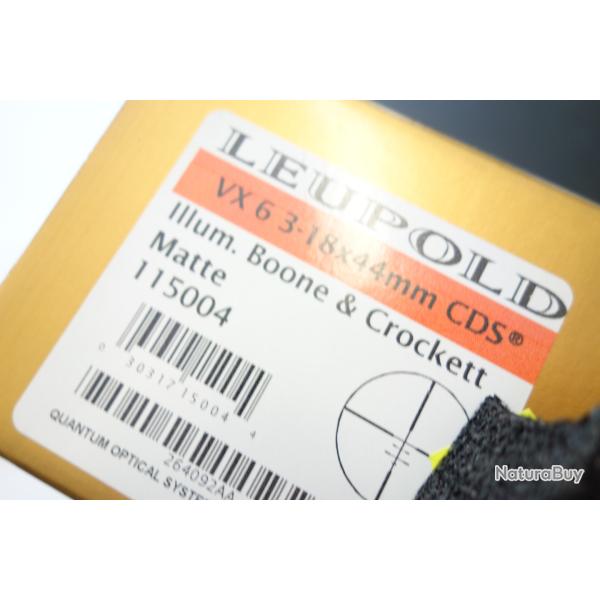 LEUPOLD
VX 6 3-18x44mm CDS®
Illum. Boone & Crockett
Matte
115004
0 30317 15004 4
264092AA
QUANTUM OPTICAL SYSTEM
NaturaBuy